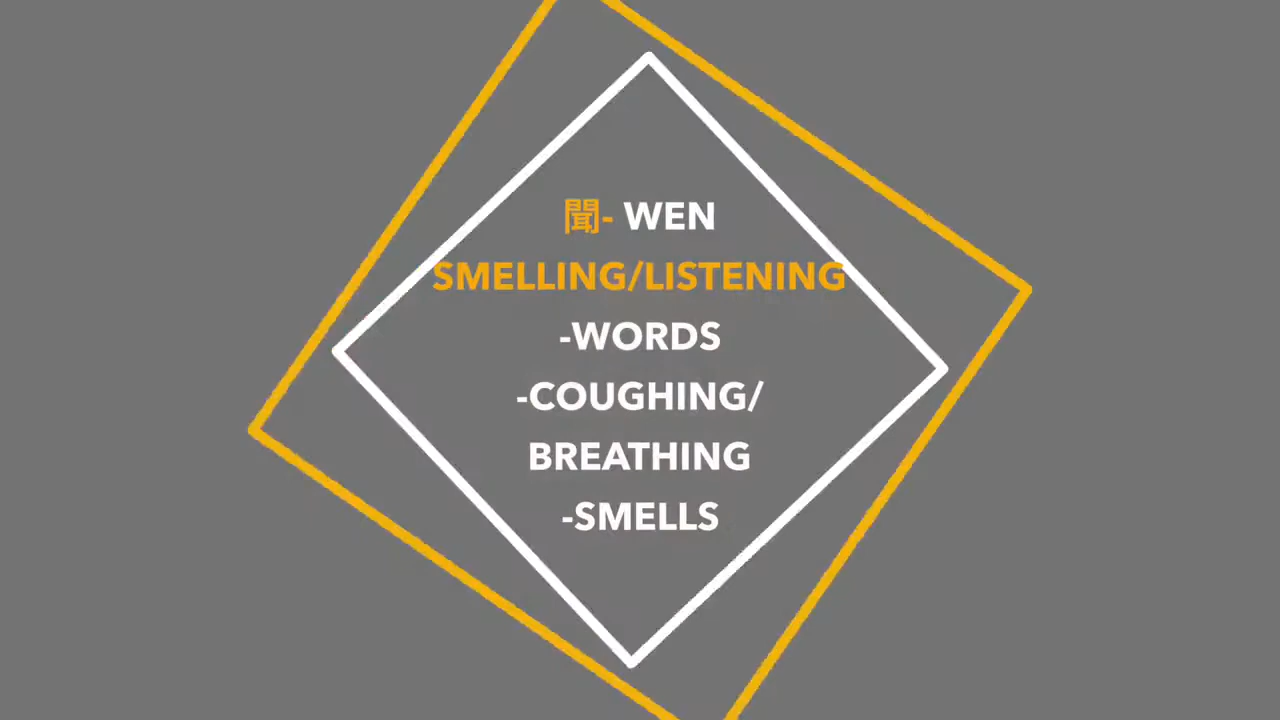 聞- WEN
SMELLING/LISTENING
-WORDS
-COUGHING/
BREATHING
-SMELLS